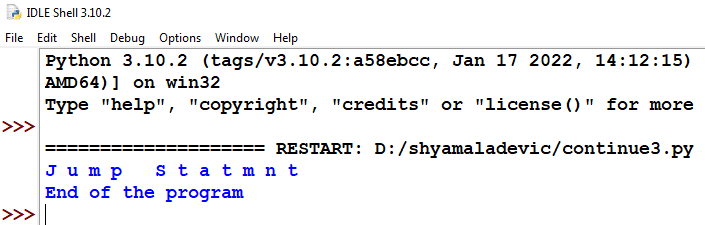 IDLE Shell 3.10.2
File Edit Shell Debug Options Window Help
Python 3.10.2 (tags/v3.10.2:a58ebcc, Jan 17 2022, 14:12:15)
AMD64)] on win32
Type "help", "copyright", "credits" or "license()" for more
>>>
==================== RESTART: D:/shyamaladevic/continue3.py
J u m p   S t a t m n t
End of the program
>>>